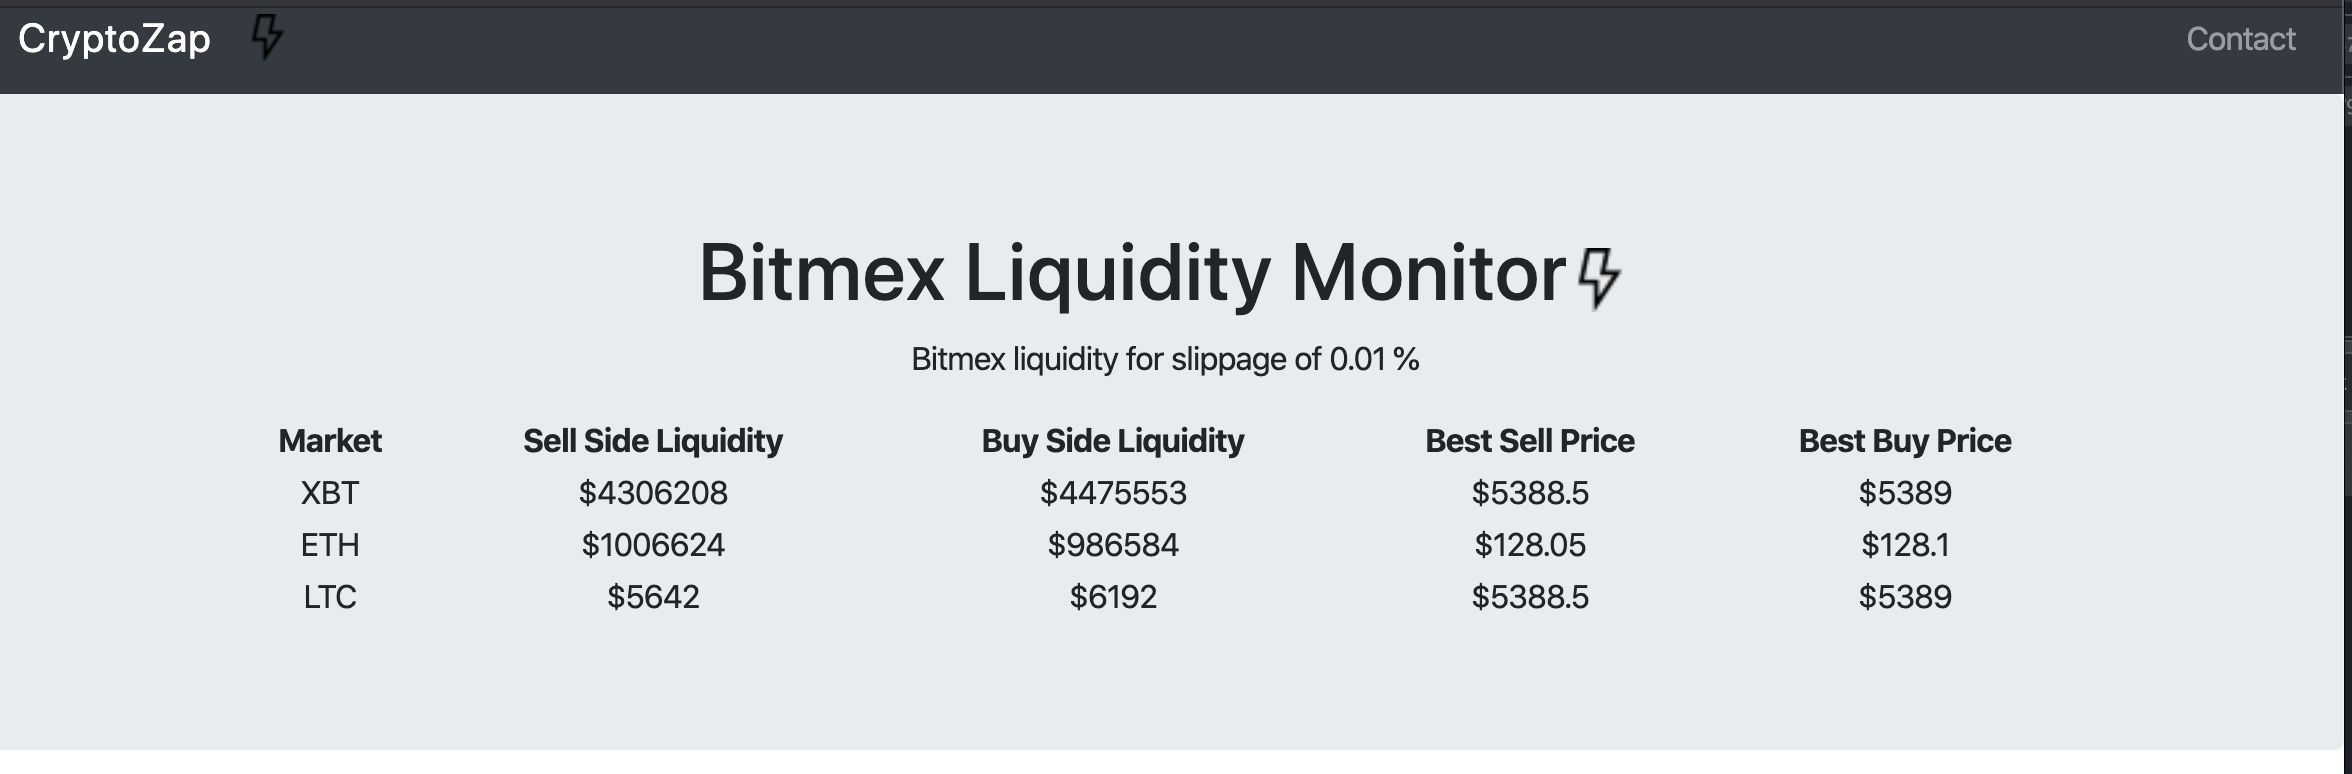 CryptoZap Contact
Bitmex Liquidity Monitor
Bitmex liquidity for slippage of 0.01 %
Market Sell Side Liquidity Buy Side Liquidity Best Sell Price Best Buy Price
XBT $4306208 $4475553 $5388.5 $5389
ETH $1006624 $986584 $128.05 $128.1
LTC $5642 $6192 $5388.5 $5389